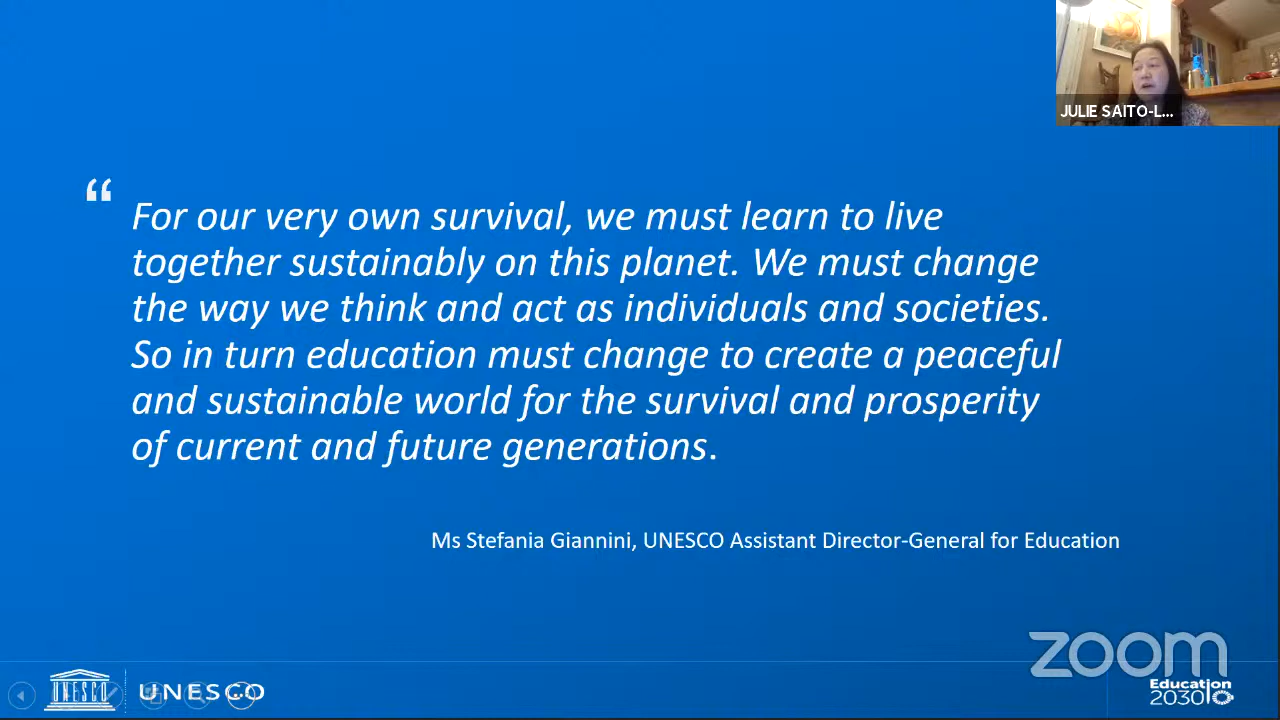 JULIE SAITO-L...
“
For our very own survival, we must learn to live
together sustainably on this planet. We must change
the way we think and act as individuals and societies.
So in turn education must change to create a peaceful
and sustainable world for the survival and prosperity
of current and future generations.
Ms Stefania Giannini, UNESCO Assistant Director-General for Education
zoom
UNESCO
UNESCO
Education
2030